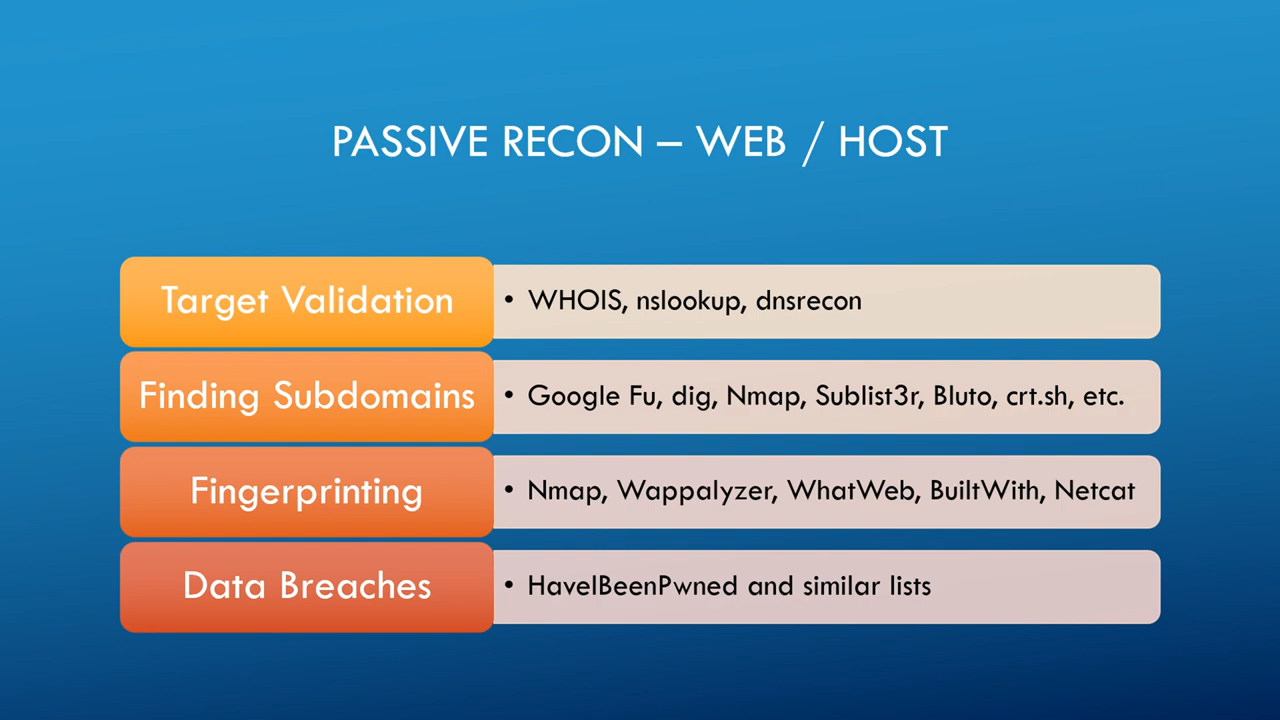 PASSIVE RECON – WEB / HOST
Target Validation
• WHOIS, nslookup, dnsrecon
Finding Subdomains
• Google Fu, dig, Nmap, Sublist3r, Bluto, crt.sh, etc.
Fingerprinting
• Nmap, Wappalyzer, WhatWeb, BuiltWith, Netcat
Data Breaches
• HaveIBeenPwned and similar lists